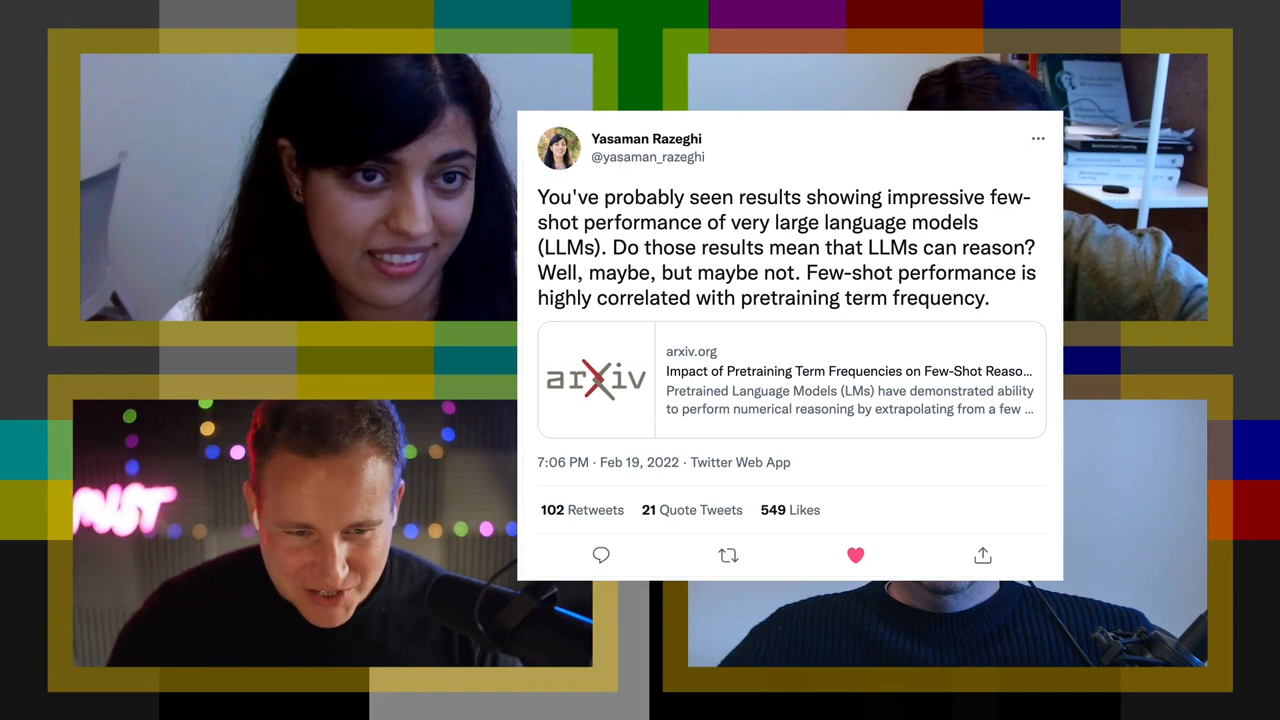 Yasaman Razeghi
@yasaman_razeghi
You've probably seen results showing impressive few-
shot performance of very large language models
(LLMs). Do those results mean that LLMs can reason?
Well, maybe, but maybe not. Few-shot performance is
highly correlated with pretraining term frequency.
arXiv
arxiv.org
Impact of Pretraining Term Frequencies on Few-Shot Reaso...
Pretrained Language Models (LMs) have demonstrated ability
to perform numerical reasoning by extrapolating from a few ...
7:06 PM · Feb 19, 2022 · Twitter Web App
102 Retweets 21 Quote Tweets 549 Likes
Reinforcement Learning